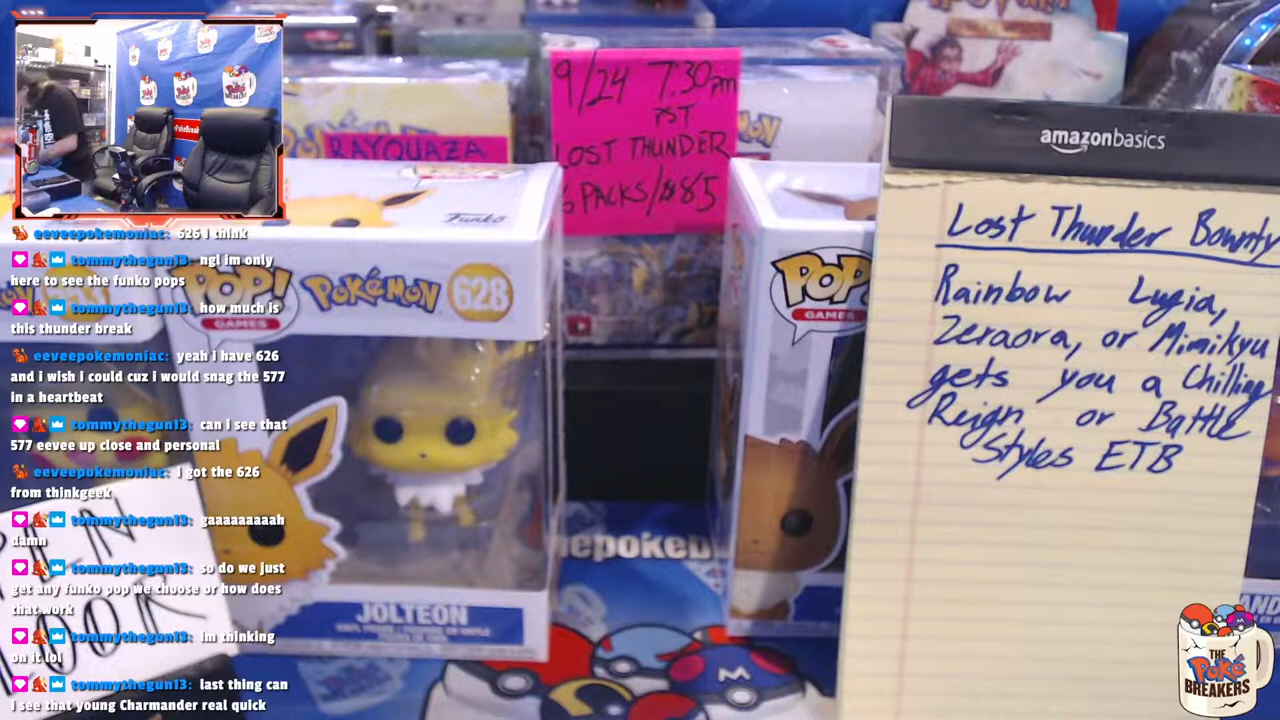 9/24 7:30pm
PST
LOST THUNDER
PACKS/$85
RAYQUAZA
Funko
POP!
GAMES
POKÉMON
628
JOLTEON
POP
GAMES
amazonbasics
Lost Thunder Bounty
Rainbow Lugia,
Zeraora, or Mimikyu
gets you a Chilling
Reign or Battle
Styles ETB
eeveepokemoniac: 626 i think
tommythegun13: ngl im only
here to see the funko pops
tommythegun13: how much is
this thunder break
eeveepokemoniac: yeah i have 626
and i wish i could cuz i would snag the 577
in a heartbeat
tommythegun13: can i see that
577 eevee up close and personal
eeveepokemoniac: i got the 626
from thinkgeek
tommythegun13: gaaaaaaaaah
damn
tommythegun13: so do we just
get any funko pop we choose or how does
that work
tommythegun13: im thinking
on it lol
tommythegun13: last thing can
i see that young Charmander real quick
THE
Poké
BREAKERS